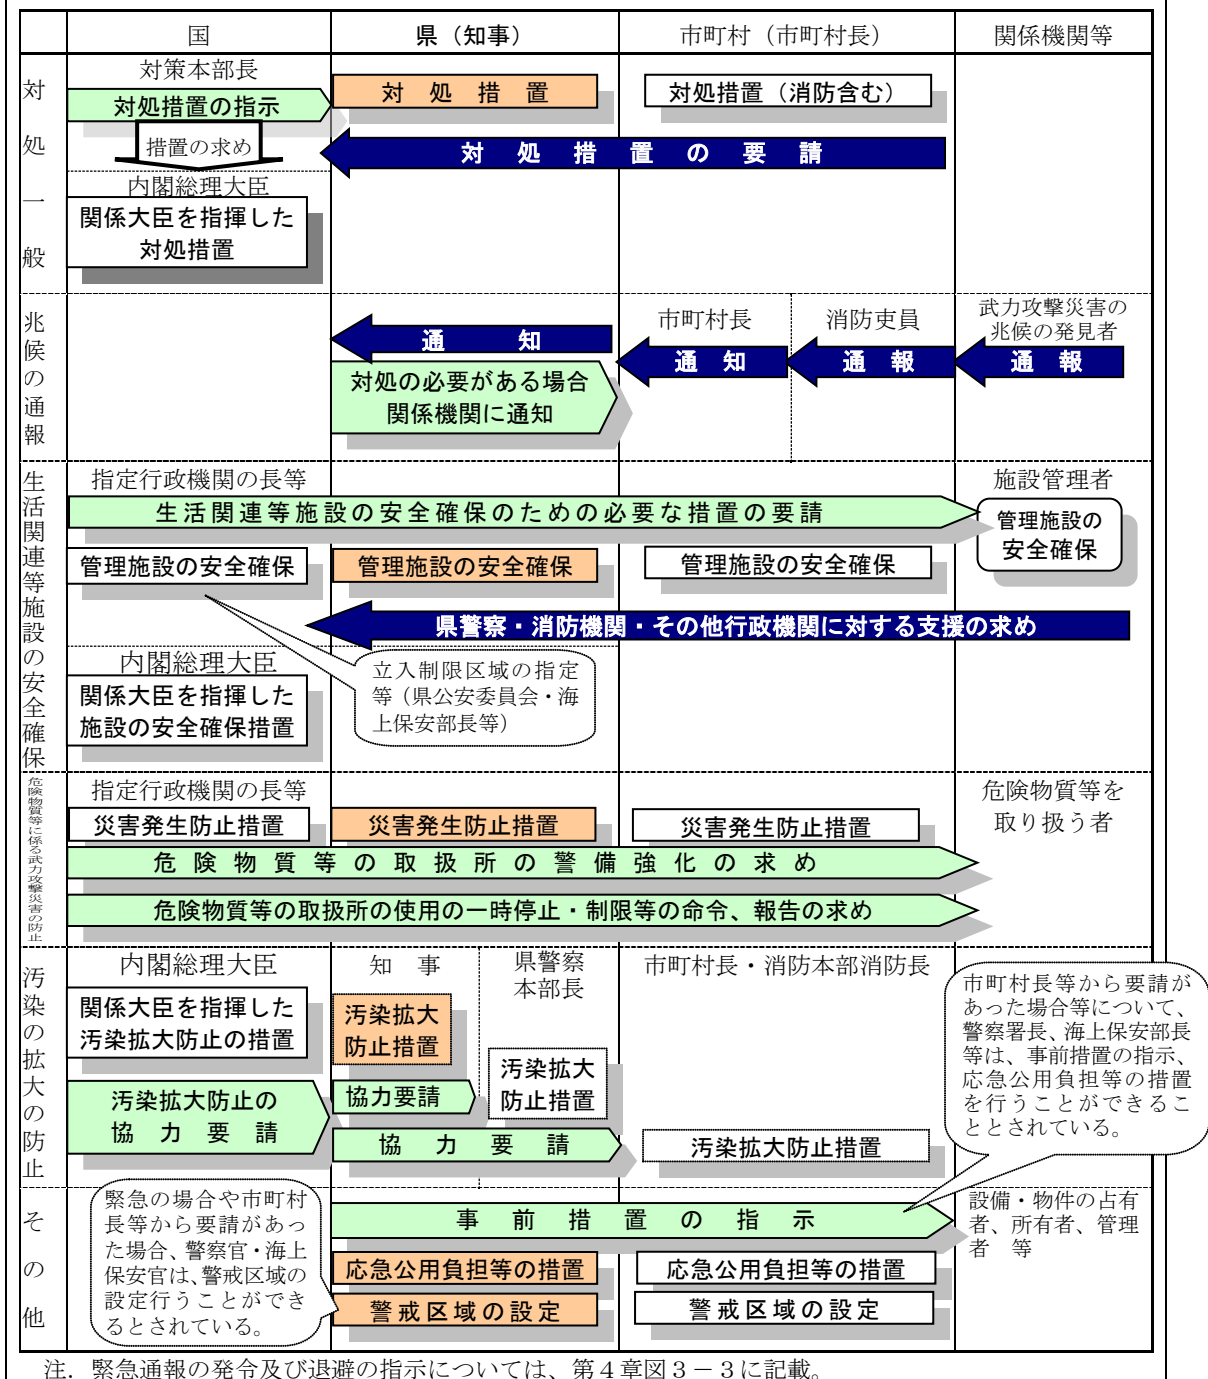 国
県（知事）
市町村（市町村長）
関係機関等
対処一般
対策本部長
対処措置の指示
対処措置
対処措置（消防含む）
措置の求め
対処措置の要請
内閣総理大臣
関係大臣を指揮した
対処措置
兆候の通報
通知
対処の必要がある場合
関係機関に通知
市町村長
通知
消防吏員
通報
武力攻撃災害の
兆候の発見者
通報
生活関連等施設の安全確保
指定行政機関の長等
施設管理者
生活関連等施設の安全確保のための必要な措置の要請
管理施設の
安全確保
管理施設の安全確保
管理施設の安全確保
管理施設の安全確保
県警察・消防機関・その他行政機関に対する支援の求め
内閣総理大臣
関係大臣を指揮した
施設の安全確保措置
立入制限区域の指定
等（県公安委員会・海
上保安部長等）
危険物質等に係る武力攻撃災害の防止
指定行政機関の長等
危険物質等を
取り扱う者
災害発生防止措置
災害発生防止措置
災害発生防止措置
危険物質等の取扱所の警備強化の求め
危険物質等の取扱所の使用の一時停止・制限等の命令、報告の求め
汚染の拡大の防止
内閣総理大臣
知事
県警察
本部長
市町村長・消防本部消防長
関係大臣を指揮した
汚染拡大防止の措置
汚染拡大
防止措置
汚染拡大
防止措置
汚染拡大防止の
協力要請
協力要請
協力要請
汚染拡大防止措置
市町村長等から要請が
あった場合等について、
警察署長、海上保安部長
等は、事前措置の指示、
応急公用負担等の措置
を行うことができるこ
ととされている。
その他
緊急の場合や市町村
長等から要請があっ
た場合、警察官・海上
保安官は、警戒区域の
設定行うことができ
るとされている。
事前措置の指示
設備・物件の占有
者、所有者、管理
者　等
応急公用負担等の措置
応急公用負担等の措置
警戒区域の設定
警戒区域の設定
注．緊急通報の発令及び退避の指示については、第４章図３－３に記載。